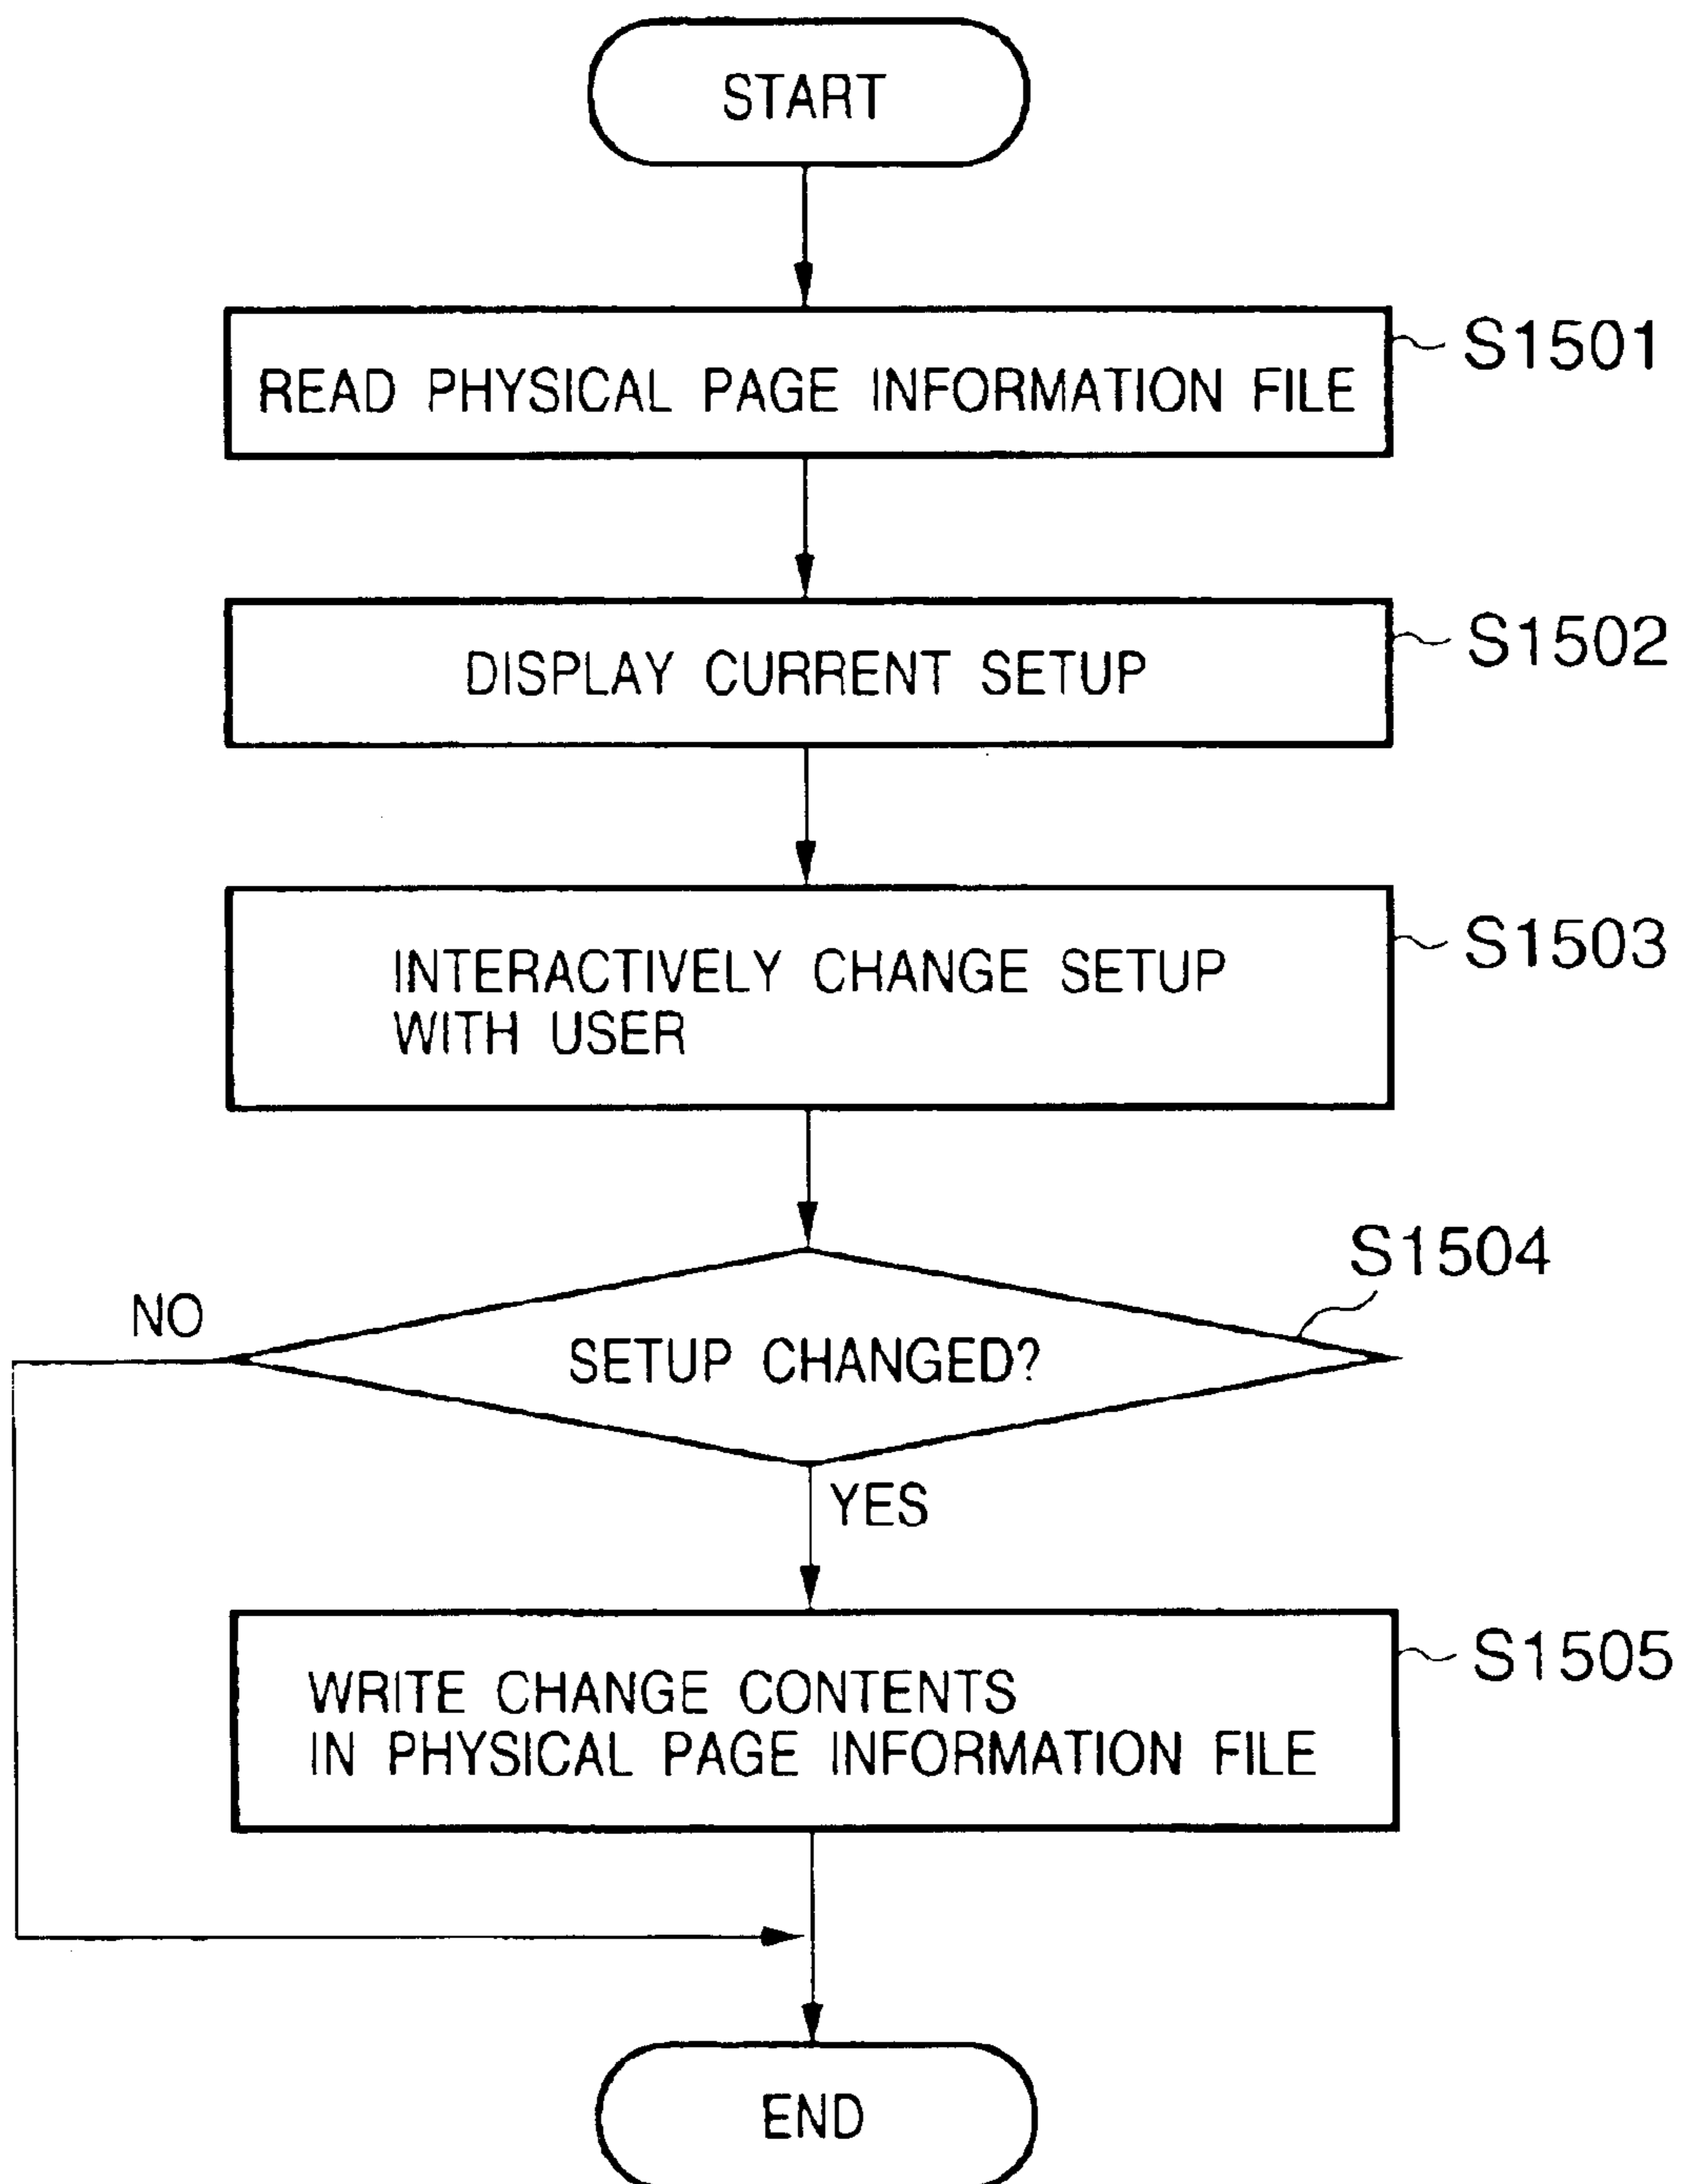 START
READ PHYSICAL PAGE INFORMATION FILE
S1501
DISPLAY CURRENT SETUP
S1502
INTERACTIVELY CHANGE SETUP
WITH USER
S1503
S1504
NO
SETUP CHANGED?
YES
WRITE CHANGE CONTENTS
IN PHYSICAL PAGE INFORMATION FILE
S1505
END